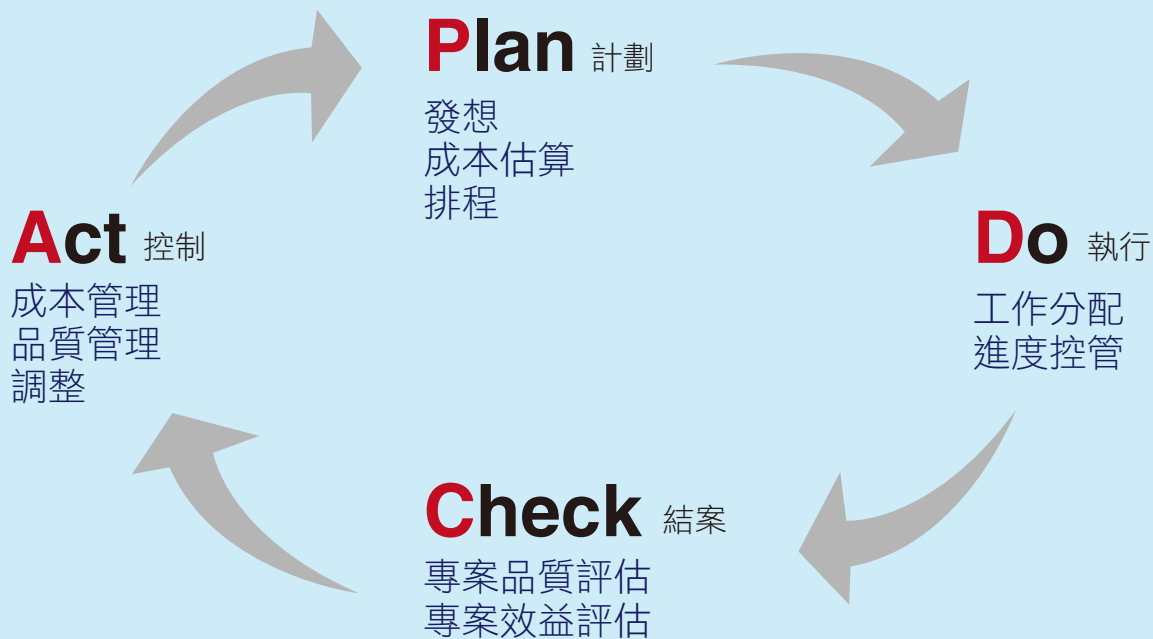 Plan 計劃
發想
成本估算
排程
Do 執行
工作分配
進度控管
Check 結案
專案品質評估
專案效益評估
Act 控制
成本管理
品質管理
調整